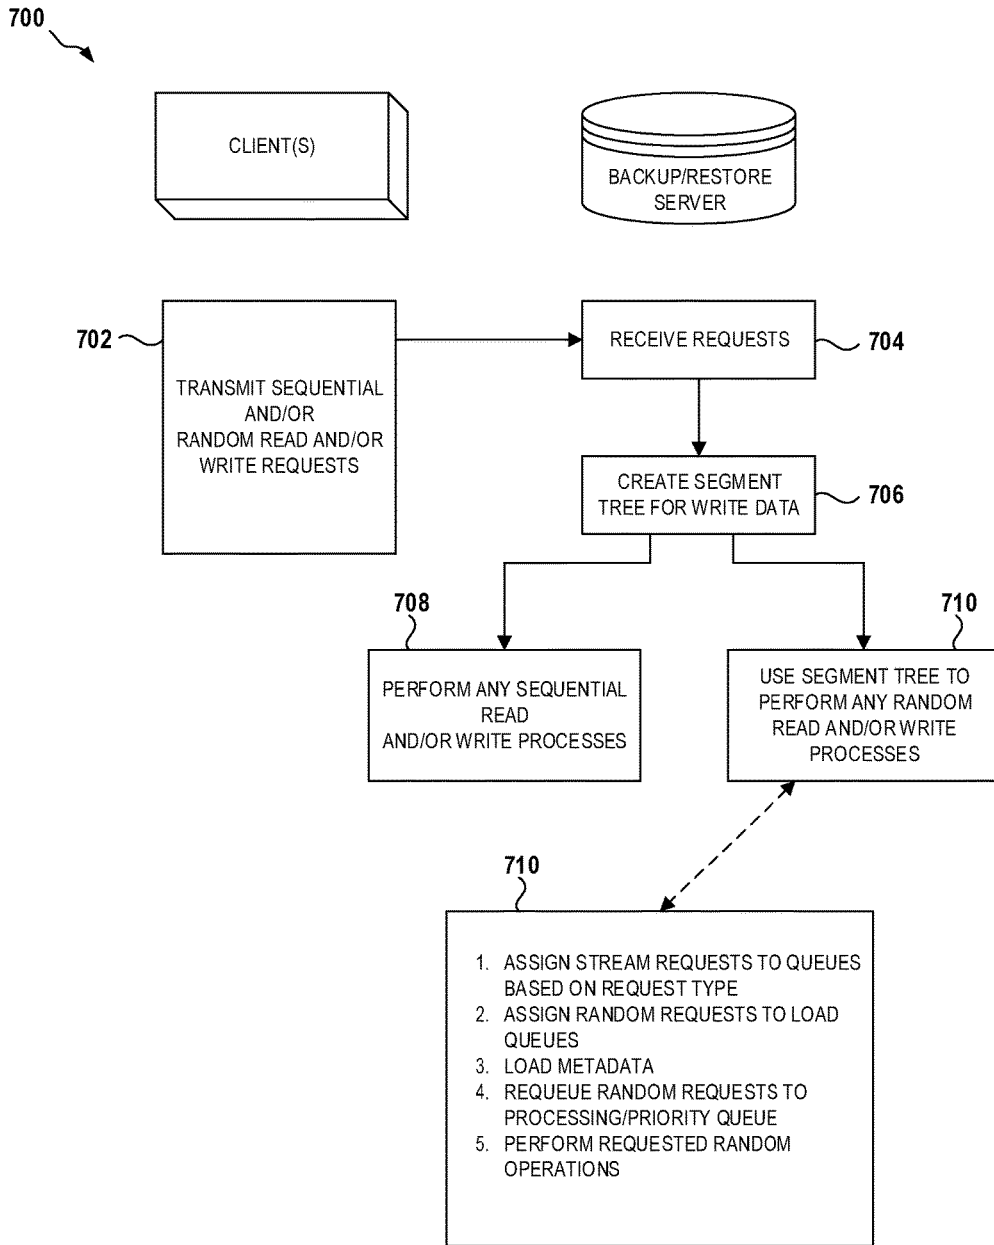 700
CLIENT(S)
BACKUP/RESTORE
SERVER
702
TRANSMIT SEQUENTIAL
AND/OR
RANDOM READ AND/OR
WRITE REQUESTS
RECEIVE REQUESTS
704
CREATE SEGMENT
TREE FOR WRITE DATA
706
708
PERFORM ANY SEQUENTIAL
READ
AND/OR WRITE PROCESSES
710
USE SEGMENT TREE TO
PERFORM ANY RANDOM
READ AND/OR WRITE
PROCESSES
710
1. ASSIGN STREAM REQUESTS TO QUEUES
BASED ON REQUEST TYPE
2. ASSIGN RANDOM REQUESTS TO LOAD
QUEUES
3. LOAD METADATA
4. REQUEUE RANDOM REQUESTS TO
PROCESSING/PRIORITY QUEUE
5. PERFORM REQUESTED RANDOM
OPERATIONS